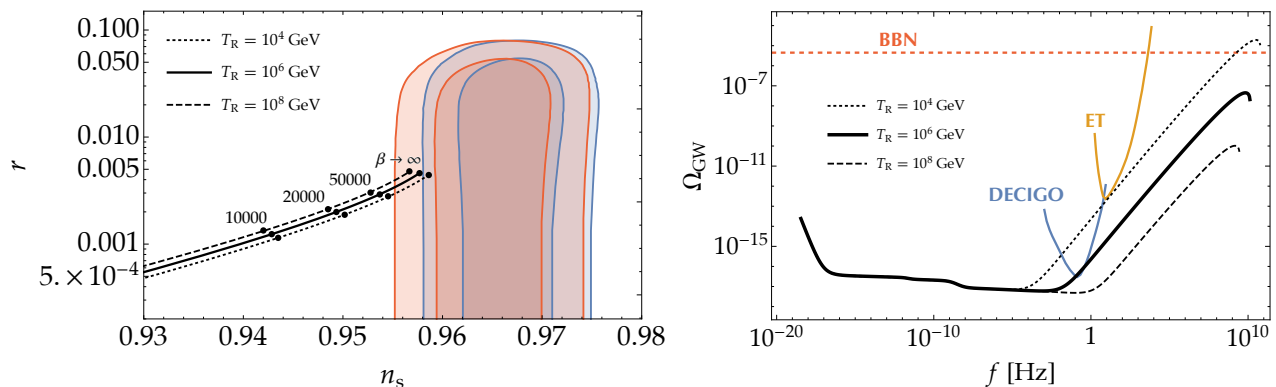 0.100
0.050
0.010
0.005
0.001
5. × 10⁻⁴
r
T_R = 10⁴ GeV
T_R = 10⁶ GeV
T_R = 10⁸ GeV
β → ∞
50000
20000
10000
0.93
0.94
0.95
0.96
0.97
0.98
n_s
BBN
10⁻⁷
10⁻¹¹
10⁻¹⁵
Ω_GW
T_R = 10⁴ GeV
T_R = 10⁶ GeV
T_R = 10⁸ GeV
ET
DECIGO
10⁻²⁰
10⁻¹⁰
1
10¹⁰
f [Hz]